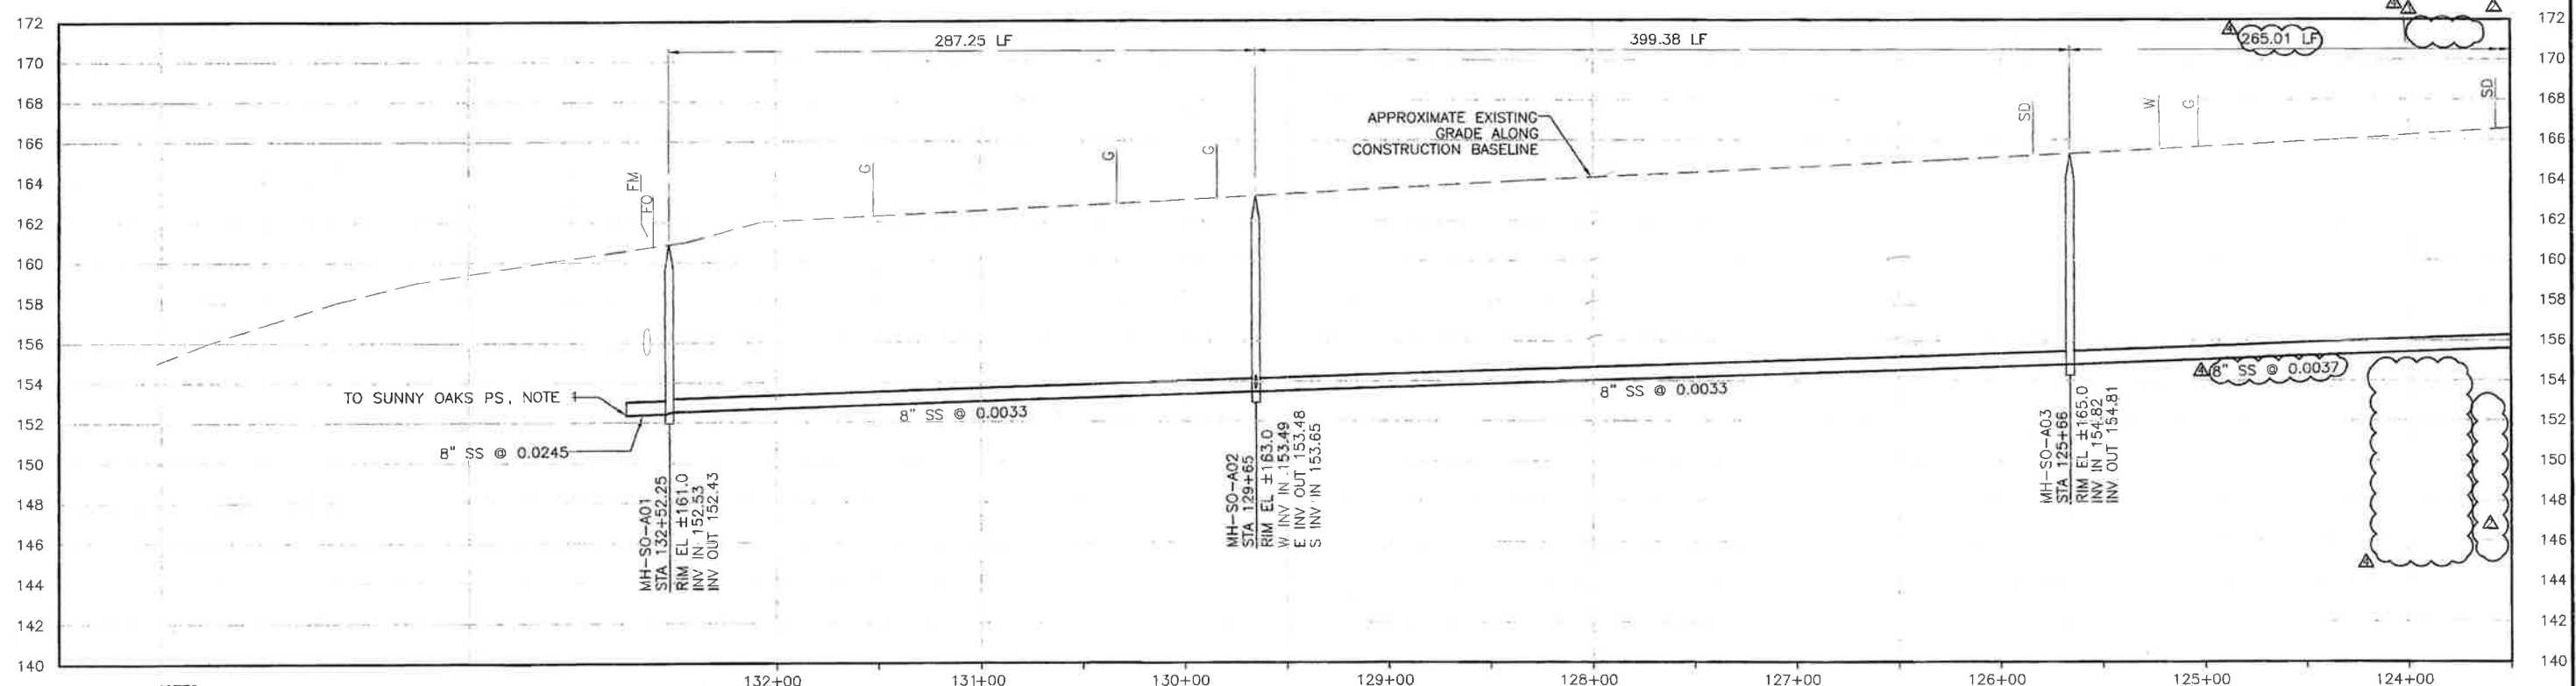 172
170
168
166
164
162
160
158
156
154
152
150
148
146
144
142
140
287.25 LF
399.38 LF
265.01 LF
FM
FO
G
G
G
APPROXIMATE EXISTING
GRADE ALONG
CONSTRUCTION BASELINE
SD
W
G
SD
TO SUNNY OAKS PS, NOTE
8" SS @ 0.0245
8" SS @ 0.0033
8" SS @ 0.0033
8" SS @ 0.0037
MH-SO-A01
STA 132+52.25
RIM EL ±161.0
INV IN 152.53
INV OUT 152.43
MH-SO-A02
STA 129+65
RIM EL ±163.0
W INV IN 153.49
E INV OUT 153.48
S INV IN 153.65
MH-SO-A03
STA 125+66
RIM EL ±165.0
INV IN 154.82
INV OUT 154.81
172
170
168
166
164
162
160
158
156
154
152
150
148
146
144
142
140
132+00
131+00
130+00
129+00
128+00
127+00
126+00
125+00
124+00